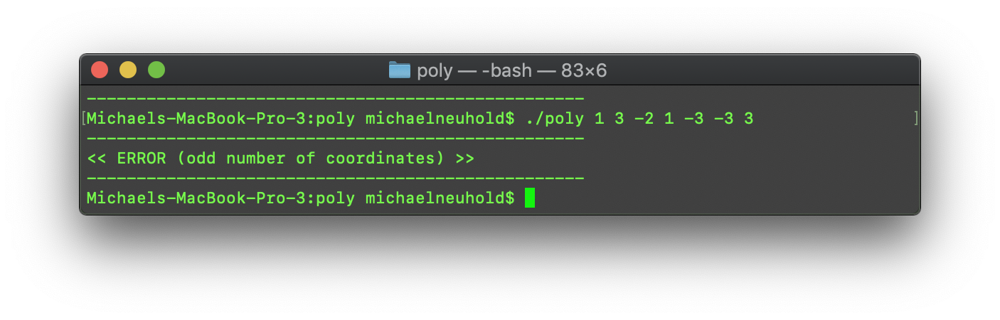 poly — -bash — 83×6
--------------------------------------------------
[Michaels-MacBook-Pro-3:poly michaelneuhold$ ./poly 1 3 -2 1 -3 -3 3 ]
--------------------------------------------------
<< ERROR (odd number of coordinates) >>
--------------------------------------------------
Michaels-MacBook-Pro-3:poly michaelneuhold$